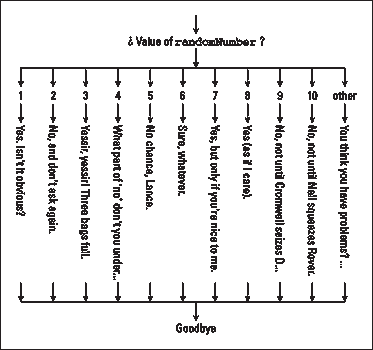 ¿ Value of randomNumber ?
1
2
3
4
5
6
7
8
9
10
other
Yes. Isn't it obvious?
No, and don't ask again.
Yessir, yessir! Three bags full.
What part of 'no' don't you under...
No chance, Lance.
Sure, whatever.
Yes, but only if you're nice to me.
Yes (as if I care).
No, not until Cromwell seizes D...
No, not until Nell squeezes Rover.
You think you have problems?...
Goodbye